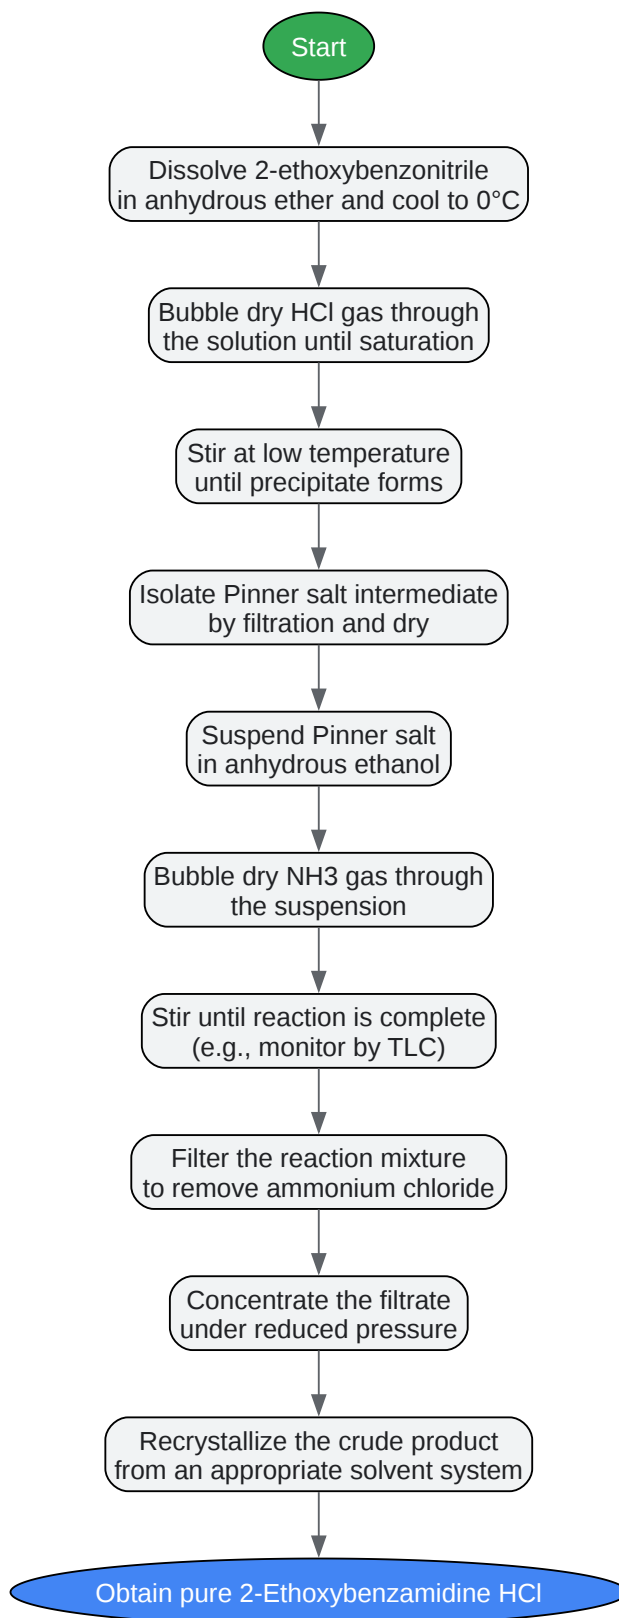 Start
Dissolve 2-ethoxybenzonitrile
in anhydrous ether and cool to 0°C
Bubble dry HCl gas through
the solution until saturation
Stir at low temperature
until precipitate forms
Isolate Pinner salt intermediate
by filtration and dry
Suspend Pinner salt
in anhydrous ethanol
Bubble dry NH3 gas through
the suspension
Stir until reaction is complete
(e.g., monitor by TLC)
Filter the reaction mixture
to remove ammonium chloride
Concentrate the filtrate
under reduced pressure
Recrystallize the crude product
from an appropriate solvent system
Obtain pure 2-Ethoxybenzamidine HCl